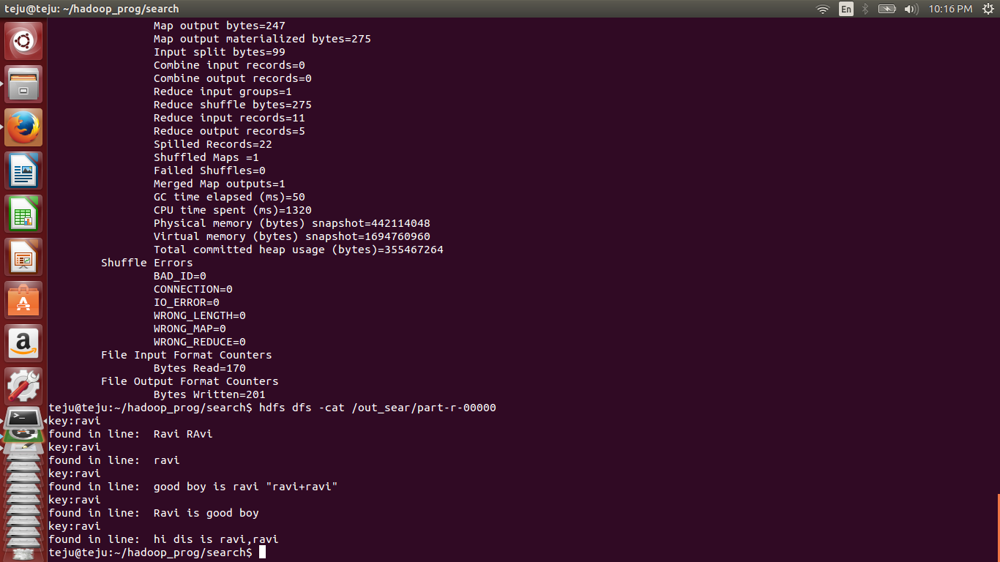 teju@teju: ~/hadoop_prog/search
En
10:16 PM
Map output bytes=247
Map output materialized bytes=275
Input split bytes=99
Combine input records=0
Combine output records=0
Reduce input groups=1
Reduce shuffle bytes=275
Reduce input records=11
Reduce output records=5
Spilled Records=22
Shuffled Maps =1
Failed Shuffles=0
Merged Map outputs=1
GC time elapsed (ms)=50
CPU time spent (ms)=1320
Physical memory (bytes) snapshot=442114048
Virtual memory (bytes) snapshot=1694760960
Total committed heap usage (bytes)=355467264
Shuffle Errors
BAD_ID=0
CONNECTION=0
IO_ERROR=0
WRONG_LENGTH=0
WRONG_MAP=0
WRONG_REDUCE=0
File Input Format Counters
Bytes Read=170
File Output Format Counters
Bytes Written=201
teju@teju:~/hadoop_prog/search$ hdfs dfs -cat /out_sear/part-r-00000
key:ravi
found in line:  Ravi RAvi
key:ravi
found in line:  ravi
key:ravi
found in line:  good boy is ravi "ravi+ravi"
key:ravi
found in line:  Ravi is good boy
key:ravi
found in line:  hi dis is ravi,ravi
teju@teju:~/hadoop_prog/search$